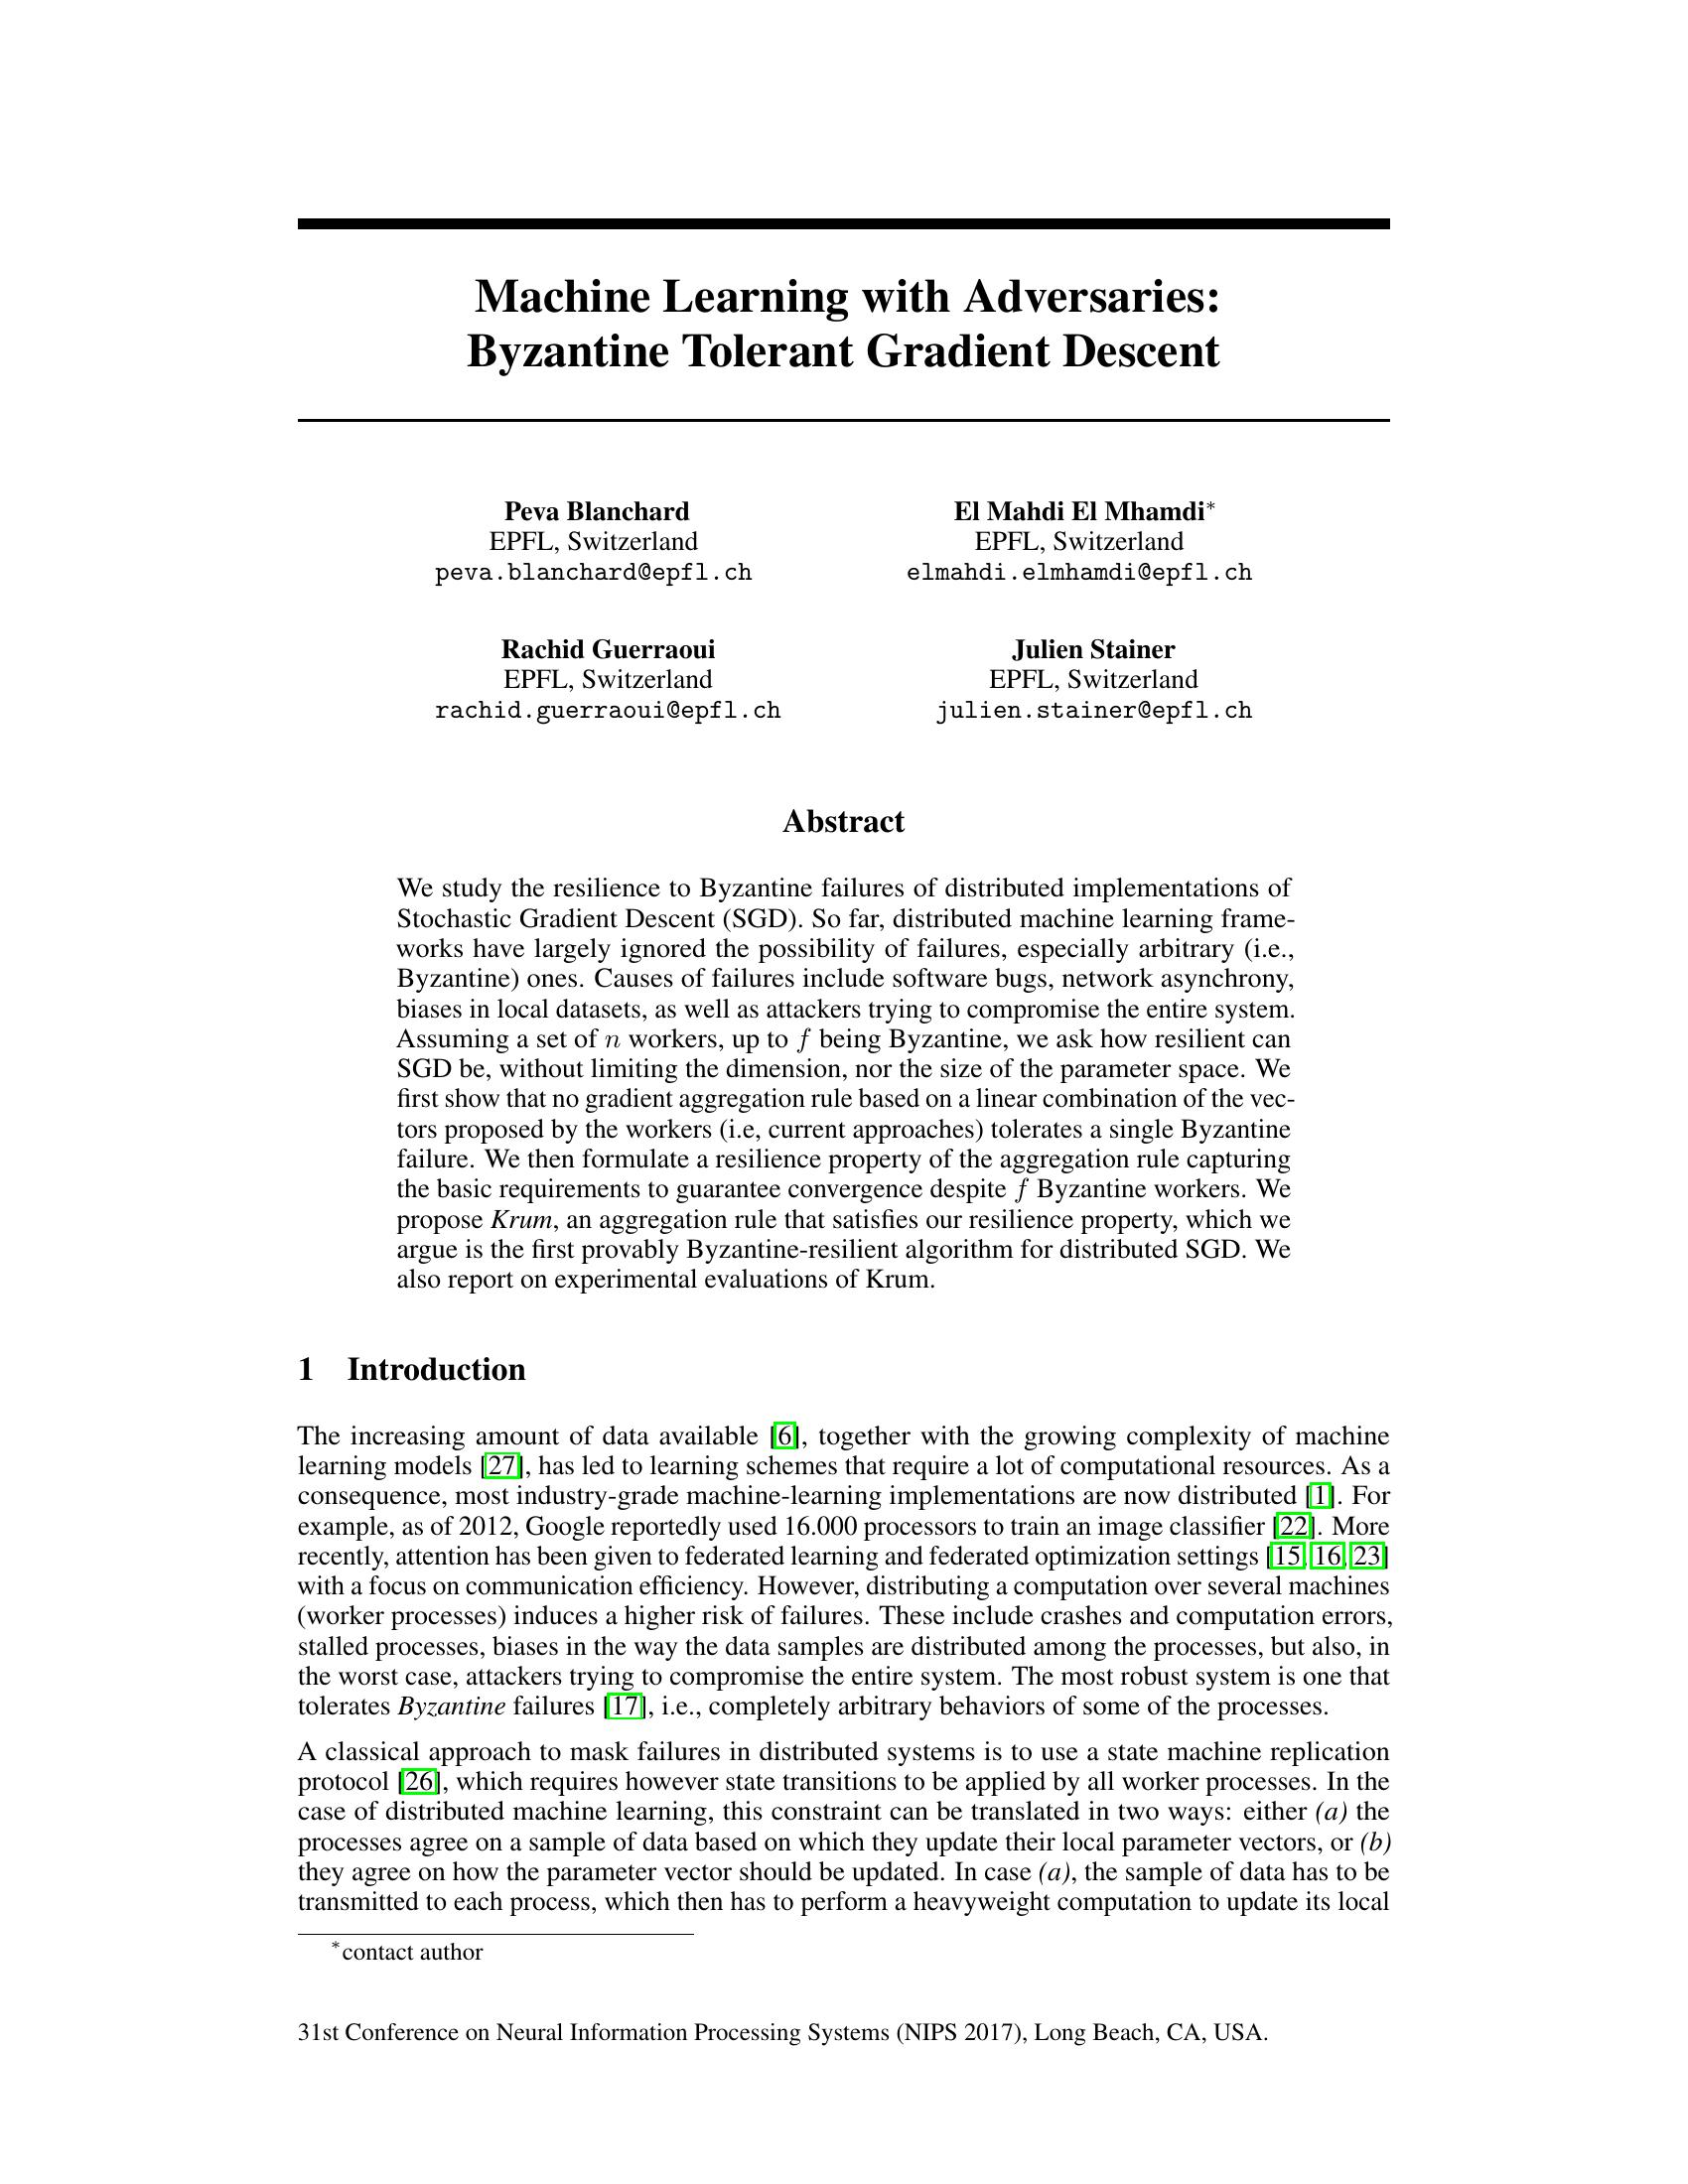 Machine Learning with Adversaries:
Byzantine Tolerant Gradient Descent
Peva Blanchard
EPFL, Switzerland
peva.blanchard@epfl.ch
El Mahdi El Mhamdi*
EPFL, Switzerland
elmahdi.elmhamdi@epfl.ch
Rachid Guerraoui
EPFL, Switzerland
rachid.guerraoui@epfl.ch
Julien Stainer
EPFL, Switzerland
julien.stainer@epfl.ch
Abstract
We study the resilience to Byzantine failures of distributed implementations of
Stochastic Gradient Descent (SGD). So far, distributed machine learning frame-
works have largely ignored the possibility of failures, especially arbitrary (i.e.,
Byzantine) ones. Causes of failures include software bugs, network asynchrony,
biases in local datasets, as well as attackers trying to compromise the entire system.
Assuming a set of n workers, up to f being Byzantine, we ask how resilient can
SGD be, without limiting the dimension, nor the size of the parameter space. We
first show that no gradient aggregation rule based on a linear combination of the vec-
tors proposed by the workers (i.e, current approaches) tolerates a single Byzantine
failure. We then formulate a resilience property of the aggregation rule capturing
the basic requirements to guarantee convergence despite f Byzantine workers. We
propose Krum, an aggregation rule that satisfies our resilience property, which we
argue is the first provably Byzantine-resilient algorithm for distributed SGD. We
also report on experimental evaluations of Krum.
1 Introduction
The increasing amount of data available [6], together with the growing complexity of machine
learning models [27], has led to learning schemes that require a lot of computational resources. As a
consequence, most industry-grade machine-learning implementations are now distributed [1]. For
example, as of 2012, Google reportedly used 16.000 processors to train an image classifier [22]. More
recently, attention has been given to federated learning and federated optimization settings [15, 16, 23]
with a focus on communication efficiency. However, distributing a computation over several machines
(worker processes) induces a higher risk of failures. These include crashes and computation errors,
stalled processes, biases in the way the data samples are distributed among the processes, but also, in
the worst case, attackers trying to compromise the entire system. The most robust system is one that
tolerates Byzantine failures [17], i.e., completely arbitrary behaviors of some of the processes.
A classical approach to mask failures in distributed systems is to use a state machine replication
protocol [26], which requires however state transitions to be applied by all worker processes. In the
case of distributed machine learning, this constraint can be translated in two ways: either (a) the
processes agree on a sample of data based on which they update their local parameter vectors, or (b)
they agree on how the parameter vector should be updated. In case (a), the sample of data has to be
transmitted to each process, which then has to perform a heavyweight computation to update its local
*contact author
31st Conference on Neural Information Processing Systems (NIPS 2017), Long Beach, CA, USA.